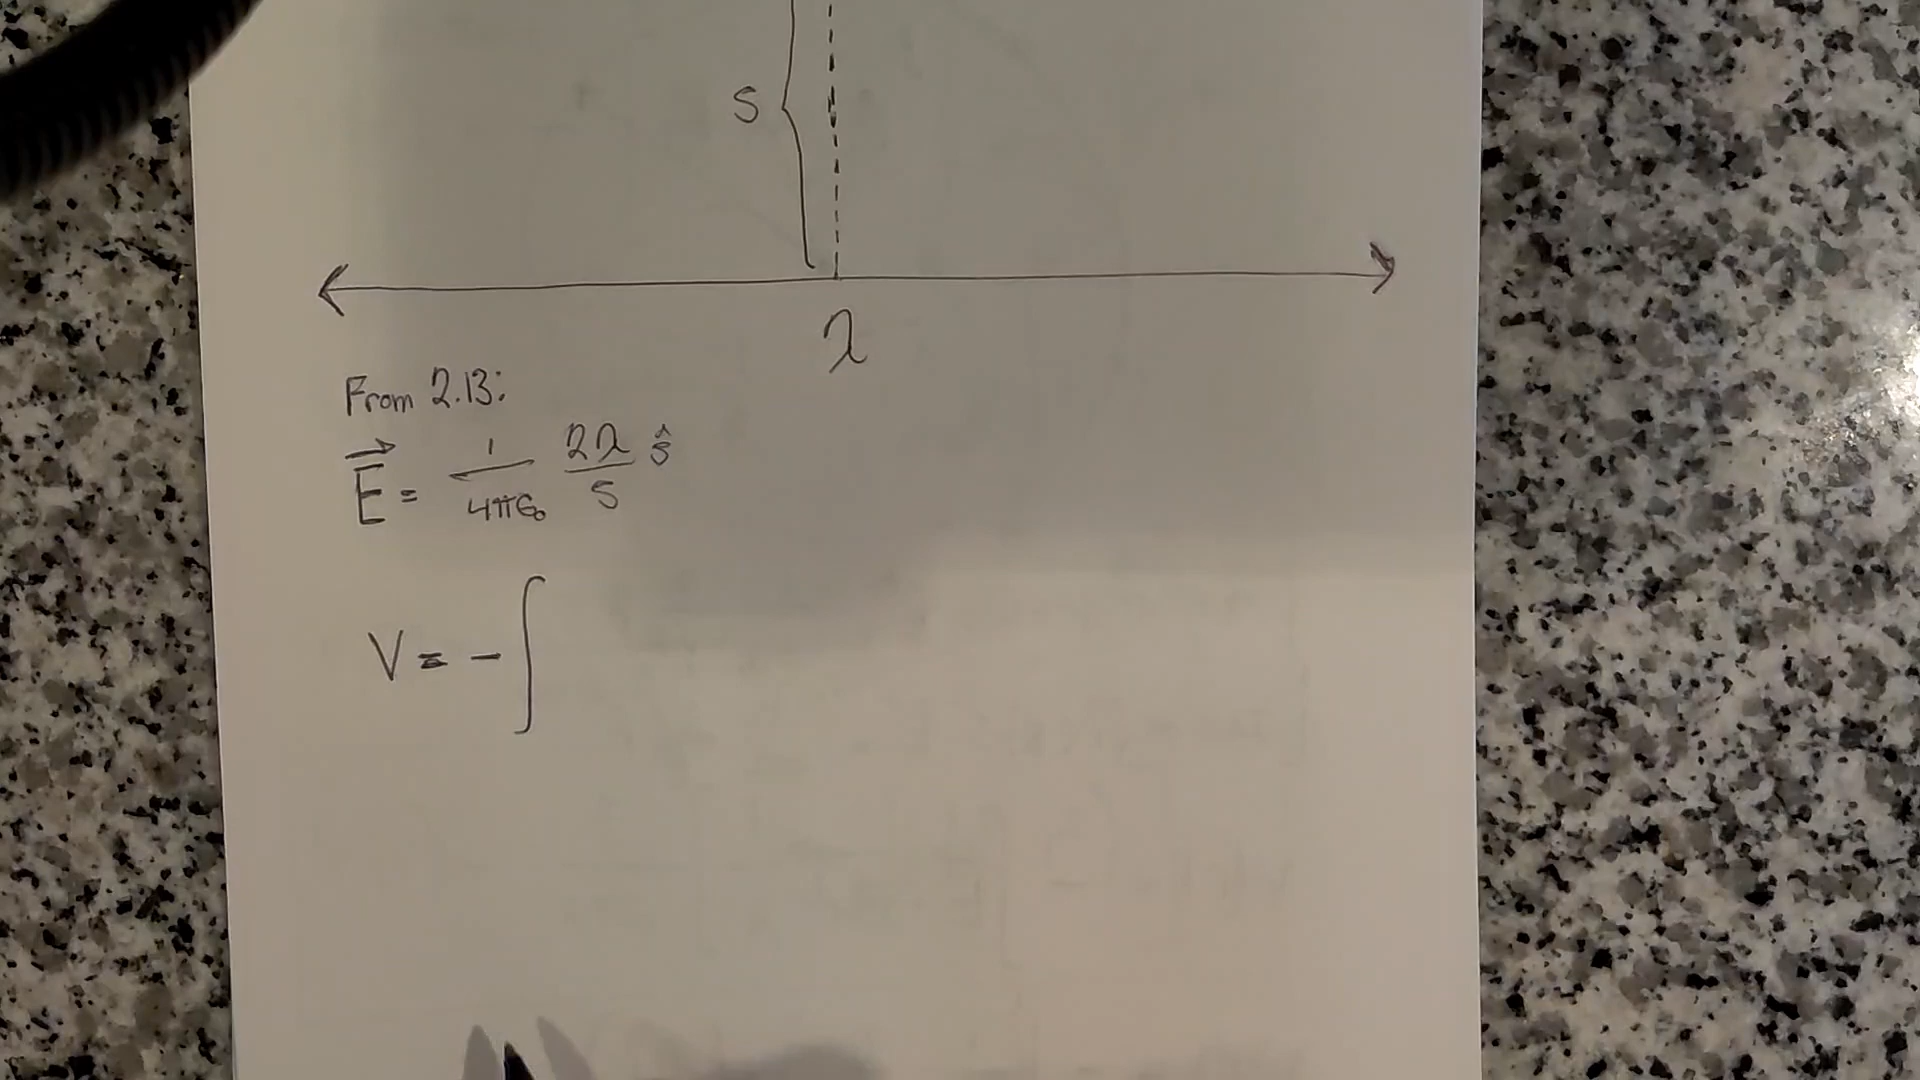 S
λ
From 2.13:
E⃗ = 1/4πϵ₀ 2λ/s ŝ
V = - ∫